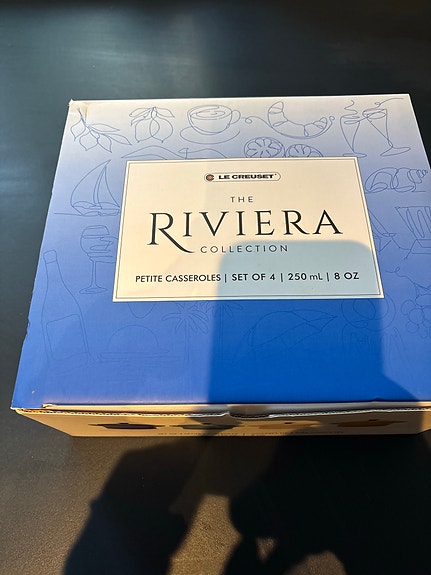 LE CREUSET
THE
RIVIERA
COLLECTION
PETITE CASSEROLES | SET OF 4 | 250 mL | 8 OZ